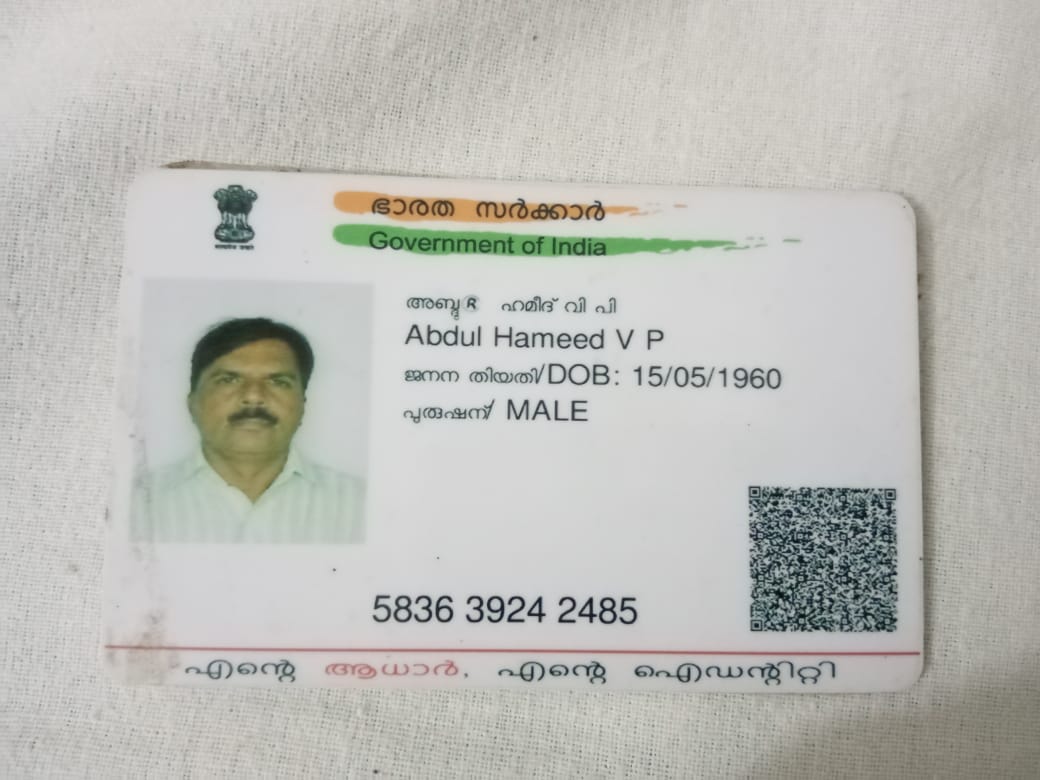 ഭാരത സർക്കാർ
Government of India
അബ്ദുR ഹമീദ് വി പി
Abdul Hameed V P
ജനന തിയതി/DOB: 15/05/1960
പുരുഷന്/ MALE
5836 3924 2485
എന്റെ ആധാർ, എന്റെ ഐഡന്റിറ്റി